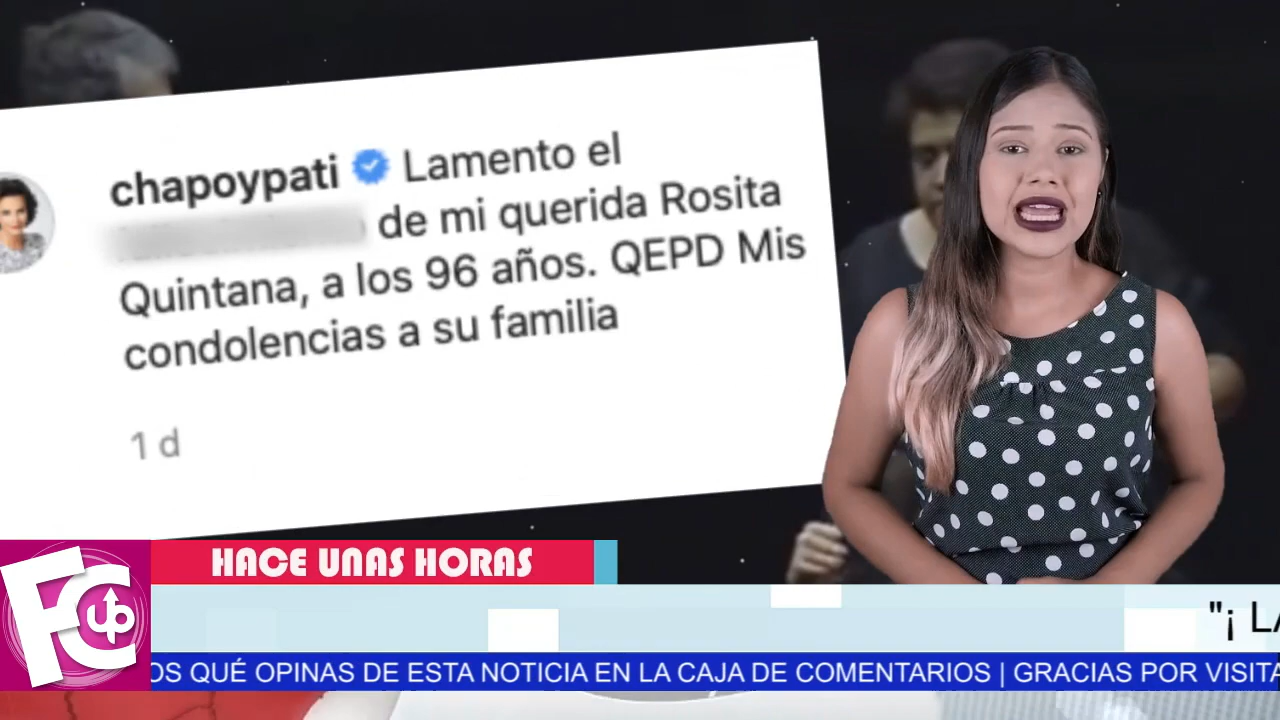 chapoypati Lamento el
de mi querida Rosita
Quintana, a los 96 años. QEPD Mis
condolencias a su familia
1 d
HACE UNAS HORAS
FC up
"¡ LA
OS QUÉ OPINAS DE ESTA NOTICIA EN LA CAJA DE COMENTARIOS | GRACIAS POR VISITA